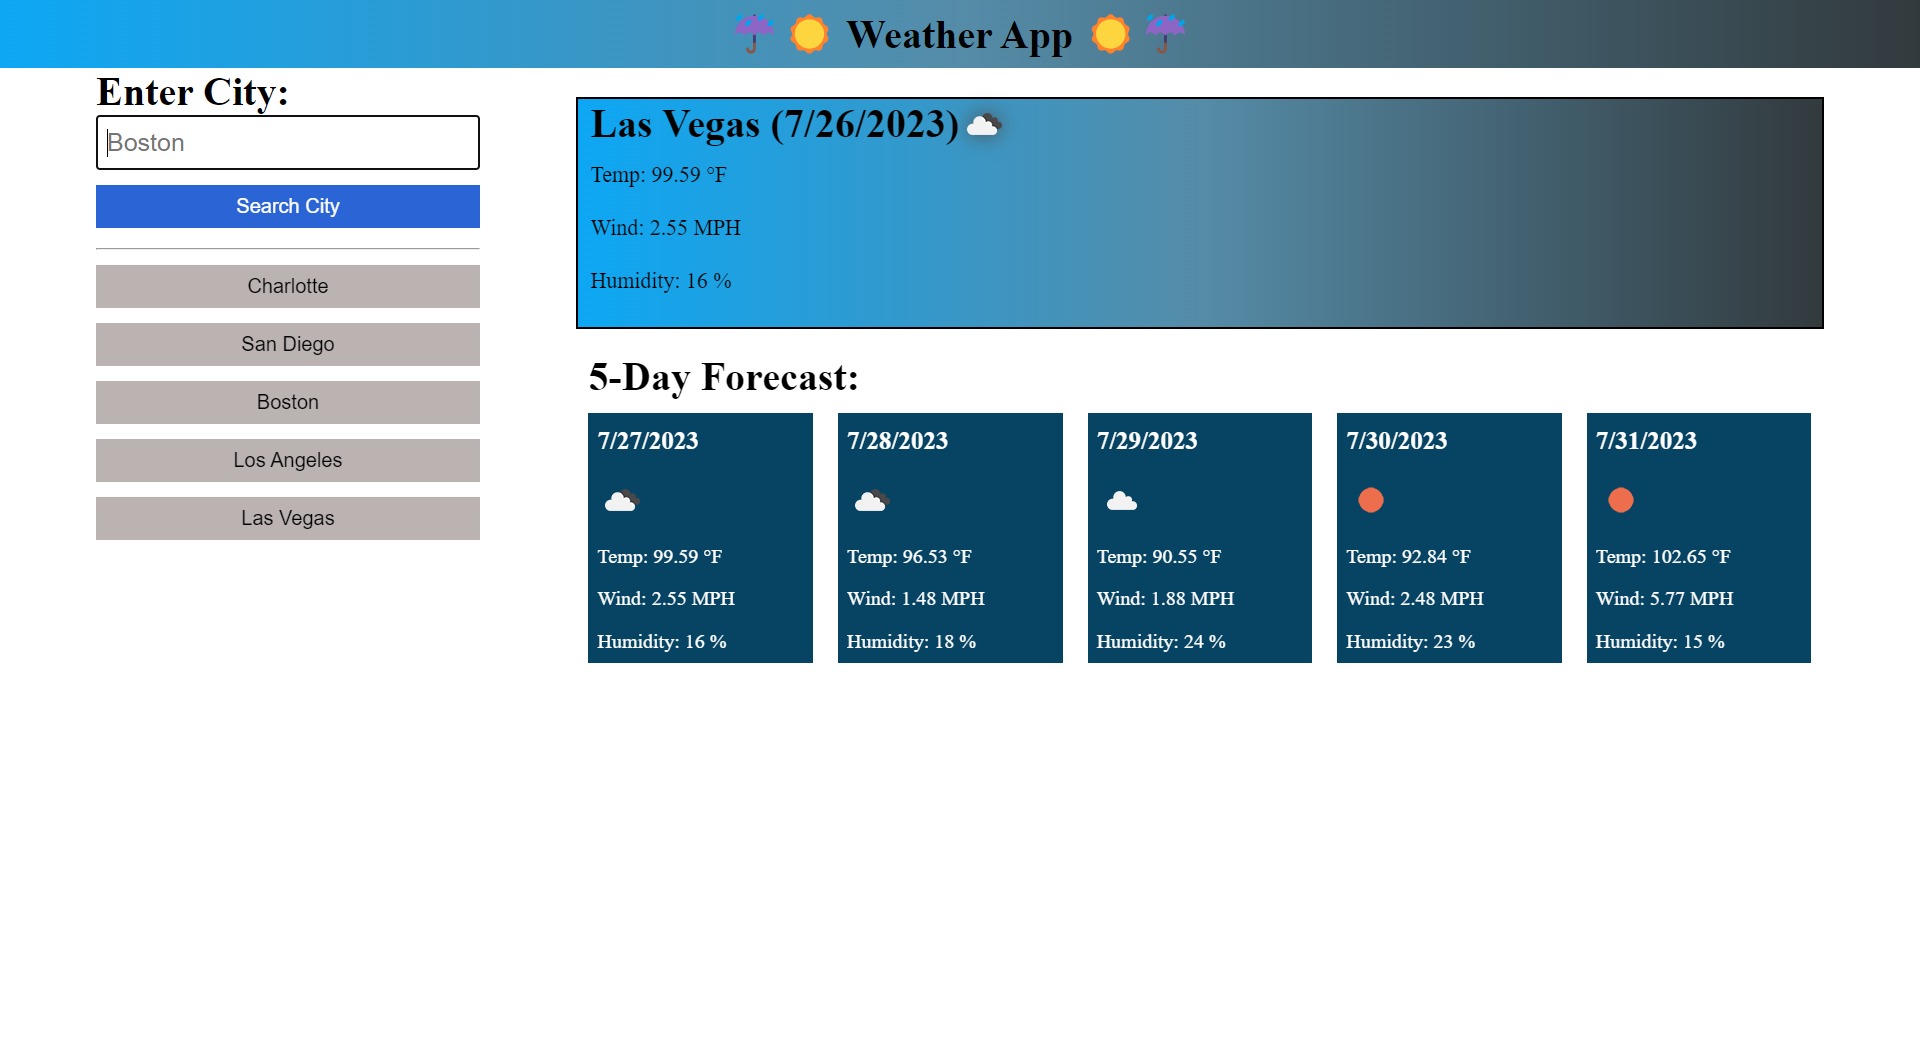 Weather App
Enter City:
Boston
Search City
Charlotte
San Diego
Boston
Los Angeles
Las Vegas
Las Vegas (7/26/2023)
Temp: 99.59 °F
Wind: 2.55 MPH
Humidity: 16 %
5-Day Forecast:
7/27/2023
Temp: 99.59 °F
Wind: 2.55 MPH
Humidity: 16 %
7/28/2023
Temp: 96.53 °F
Wind: 1.48 MPH
Humidity: 18 %
7/29/2023
Temp: 90.55 °F
Wind: 1.88 MPH
Humidity: 24 %
7/30/2023
Temp: 92.84 °F
Wind: 2.48 MPH
Humidity: 23 %
7/31/2023
Temp: 102.65 °F
Wind: 5.77 MPH
Humidity: 15 %